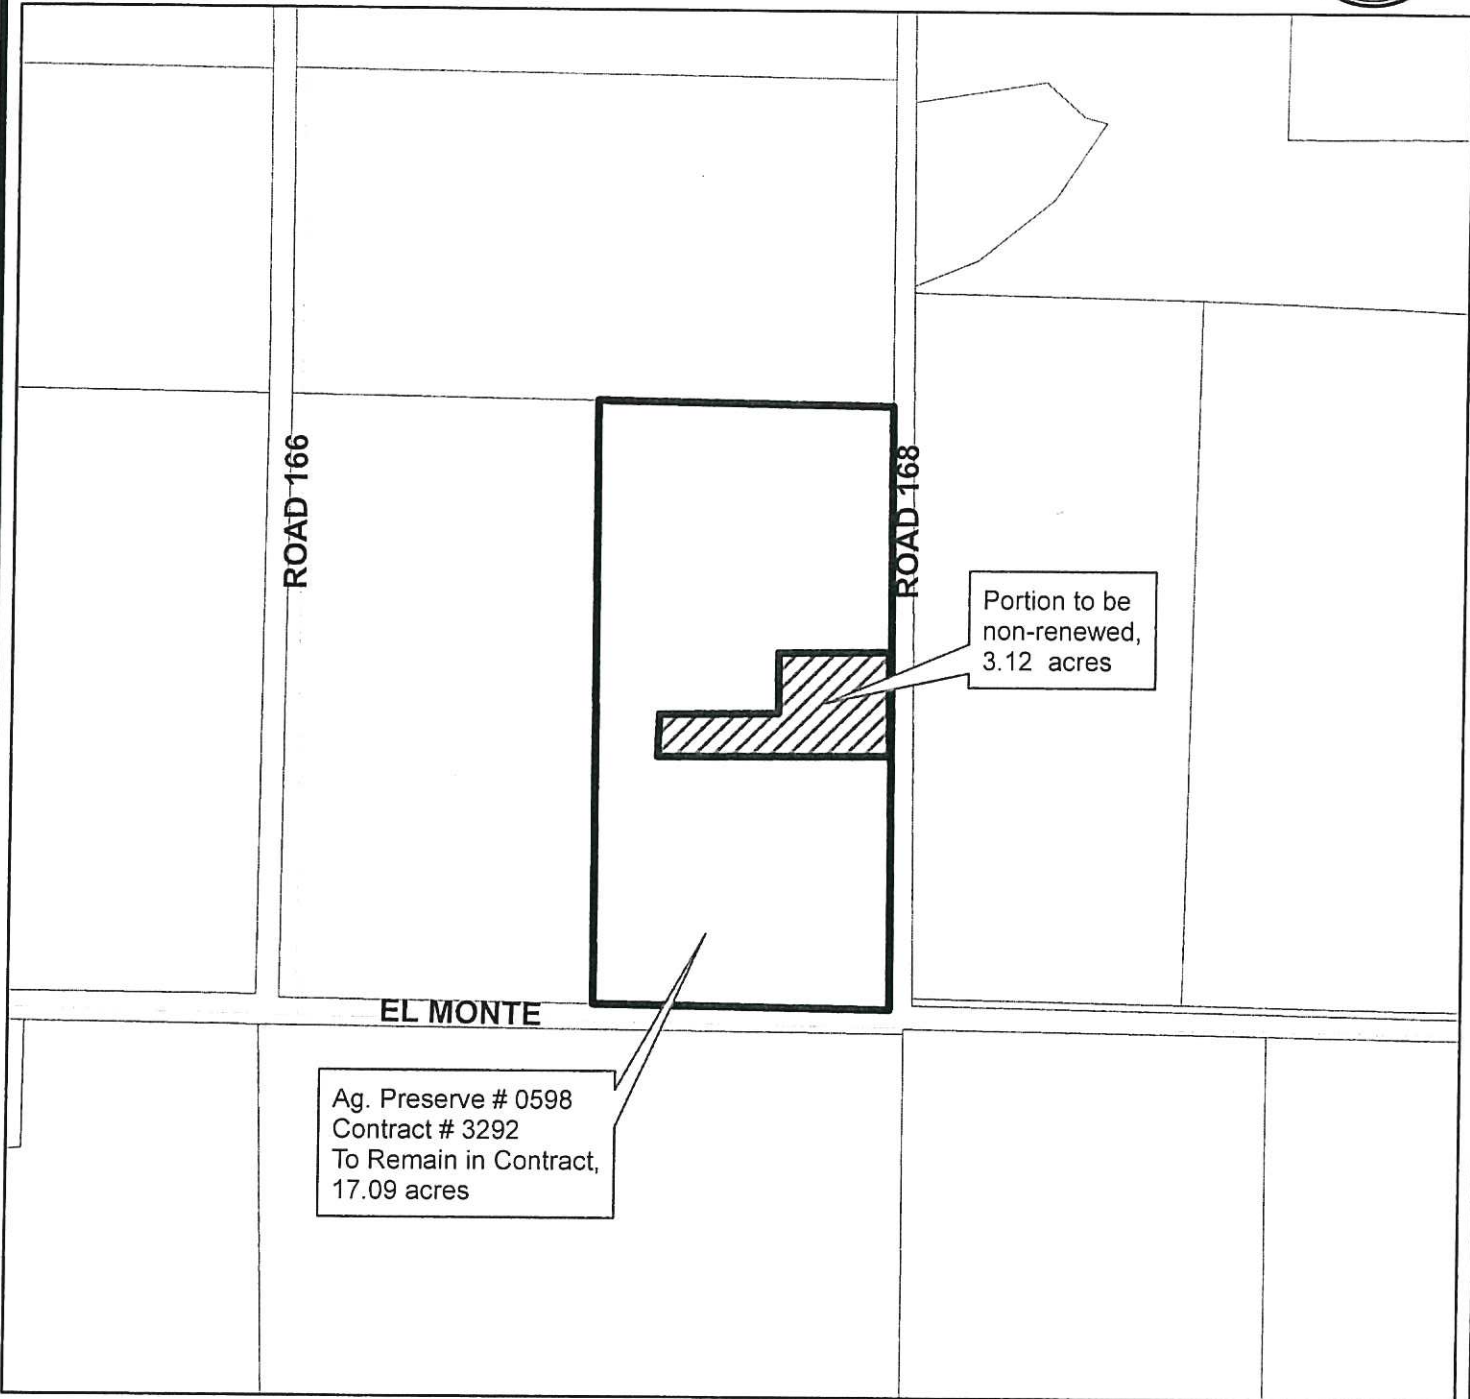 ROAD 166
ROAD 168
Portion to be
non-renewed,
3.12 acres
EL MONTE
Ag. Preserve # 0598
Contract # 3292
To Remain in Contract,
17.09 acres